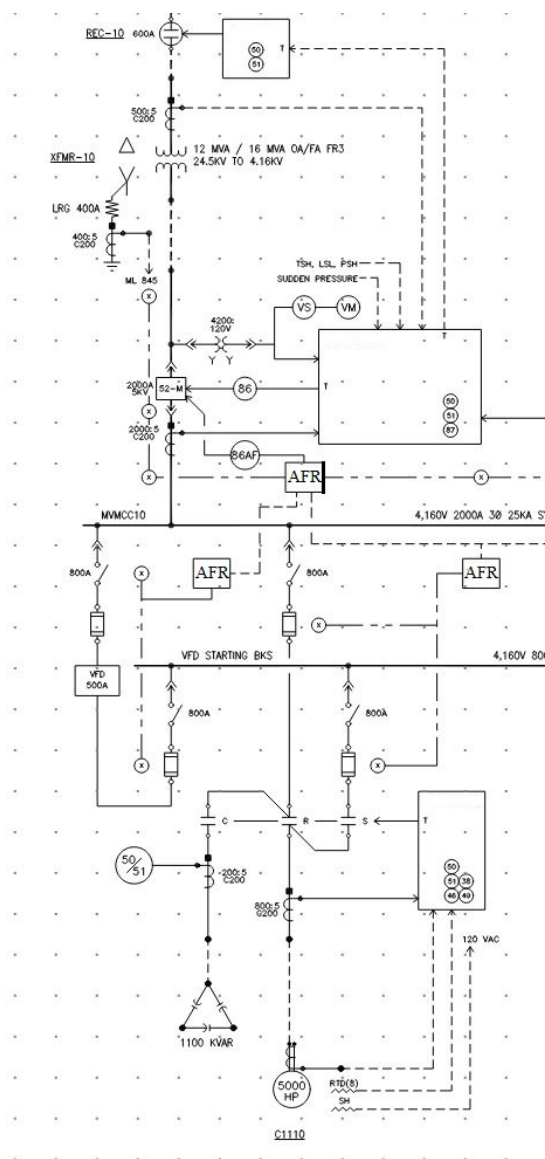 REC-10
600A
50
51
T
500:5
C200
XFMR-10
12 MVA / 16 MVA OA/FA FR3
24.5KV TO 4.16KV
LRG 400A
400:5
C200
TSH, LSL, PSH
SUDDEN PRESSURE
ML 845
X
4200:
120V
VS
VM
T
2000A
5KV
52-M
86
T
50
51
87
X
2000:5
C200
86AF
AFR
X
X
MVMCC10
4,160V 2000A 30 25KA S
800A
X
AFR
800A
AFR
X
VFD
500A
VFD STARTING BKS
4,160V 80
800A
800A
X
X
C
R
S
T
50/51
200:5
C200
50
51
38
46
49
800:5
120 VAC
1100 KVAR
5000
HP
RTD(8)
SH
C1110